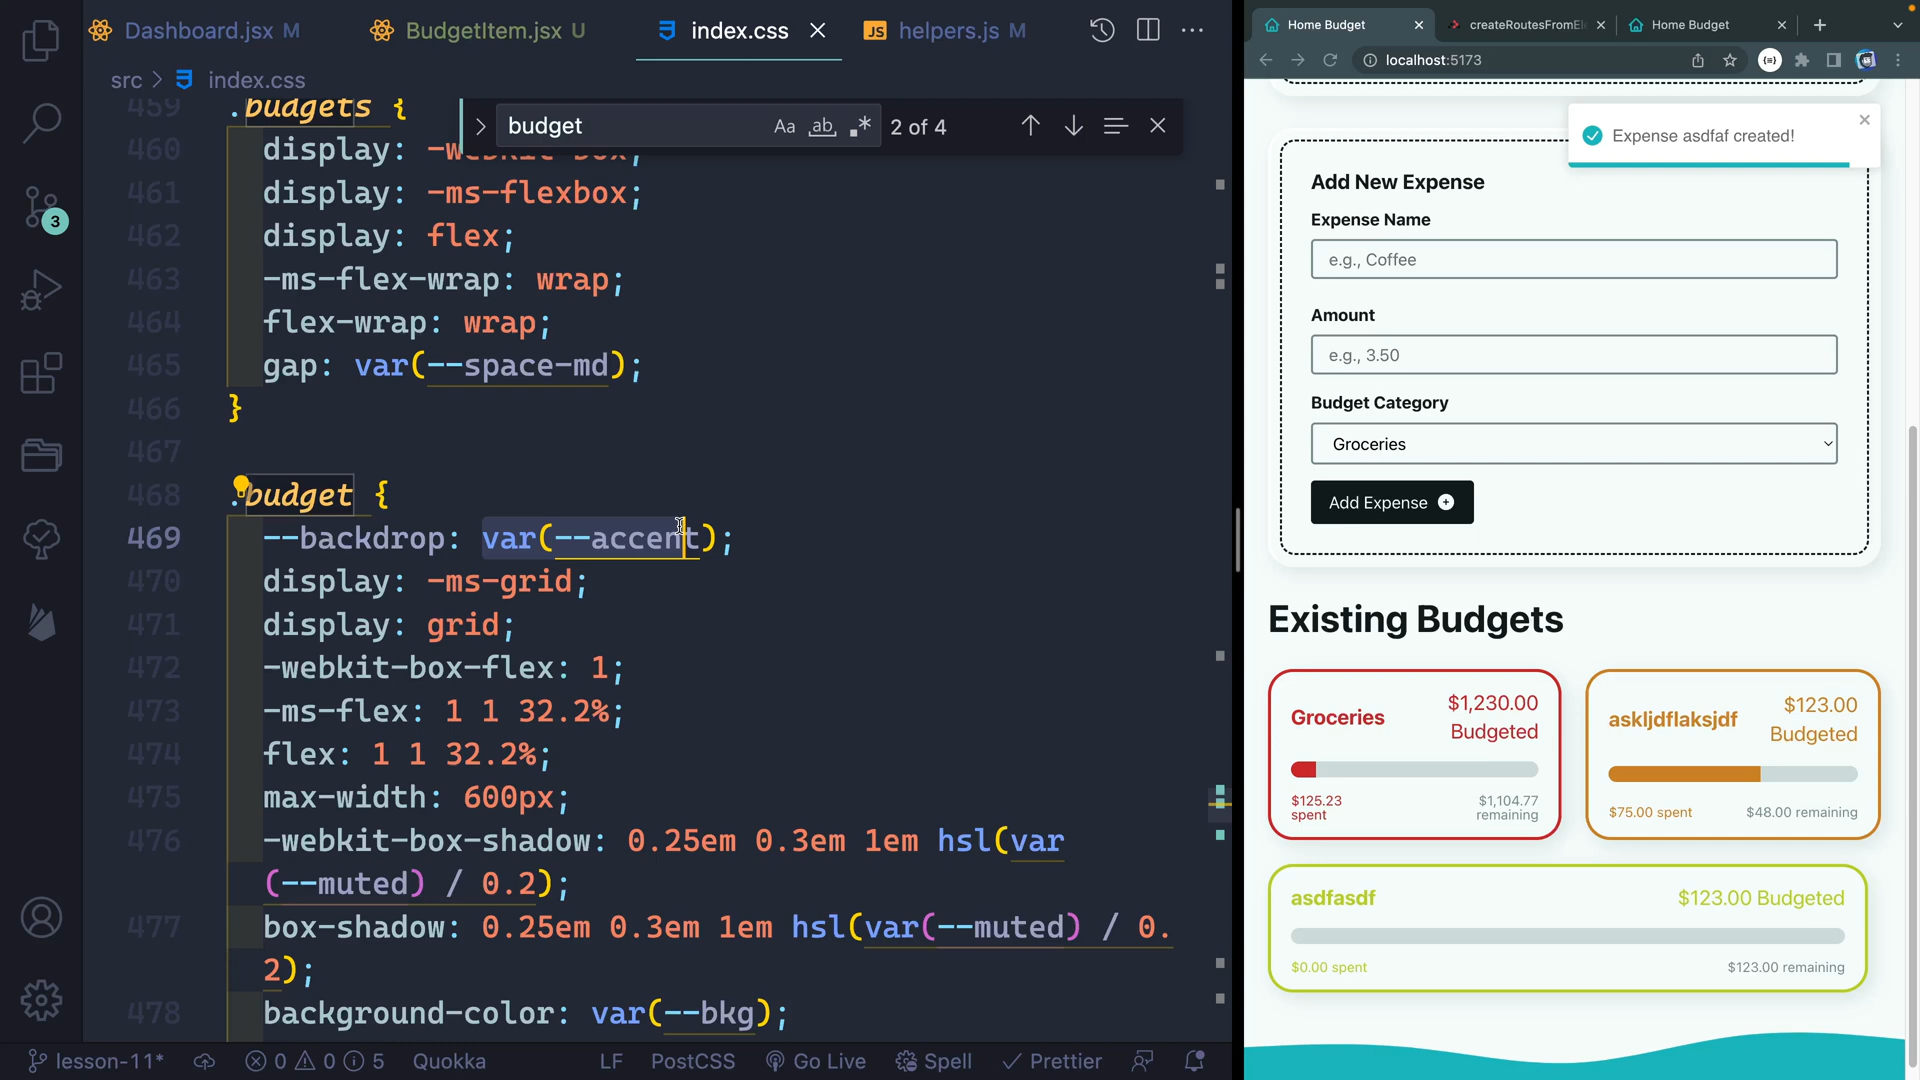 Dashboard.jsx M
BudgetItem.jsx U
index.css
JS helpers.js M
src > index.css
budget
Aa ab .*
2 of 4
459 .budgets {
460 display: -webkit-box;
461 display: -ms-flexbox;
462 display: flex;
463 -ms-flex-wrap: wrap;
464 flex-wrap: wrap;
465 gap: var(--space-md);
466 }
467
468 .budget {
469 --backdrop: var(--accent);
470 display: -ms-grid;
471 display: grid;
472 -webkit-box-flex: 1;
473 -ms-flex: 1 1 32.2%;
474 flex: 1 1 32.2%;
475 max-width: 600px;
476 -webkit-box-shadow: 0.25em 0.3em 1em hsl(var
(--muted) / 0.2);
477 box-shadow: 0.25em 0.3em 1em hsl(var(--muted) / 0.
2);
478 background-color: var(--bkg);
3
lesson-11*
0 0 5
Quokka
LF
PostCSS
Go Live
Spell
Prettier
Home Budget
createRoutesFromEl
Home Budget
localhost:5173
Expense asdfaf created!
Add New Expense
Expense Name
e.g., Coffee
Amount
e.g., 3.50
Budget Category
Groceries
Add Expense
Existing Budgets
Groceries
$1,230.00
Budgeted
$125.23
spent
$1,104.77
remaining
askljdflaksjdf
$123.00
Budgeted
$75.00 spent
$48.00 remaining
asdfasdf
$123.00 Budgeted
$0.00 spent
$123.00 remaining